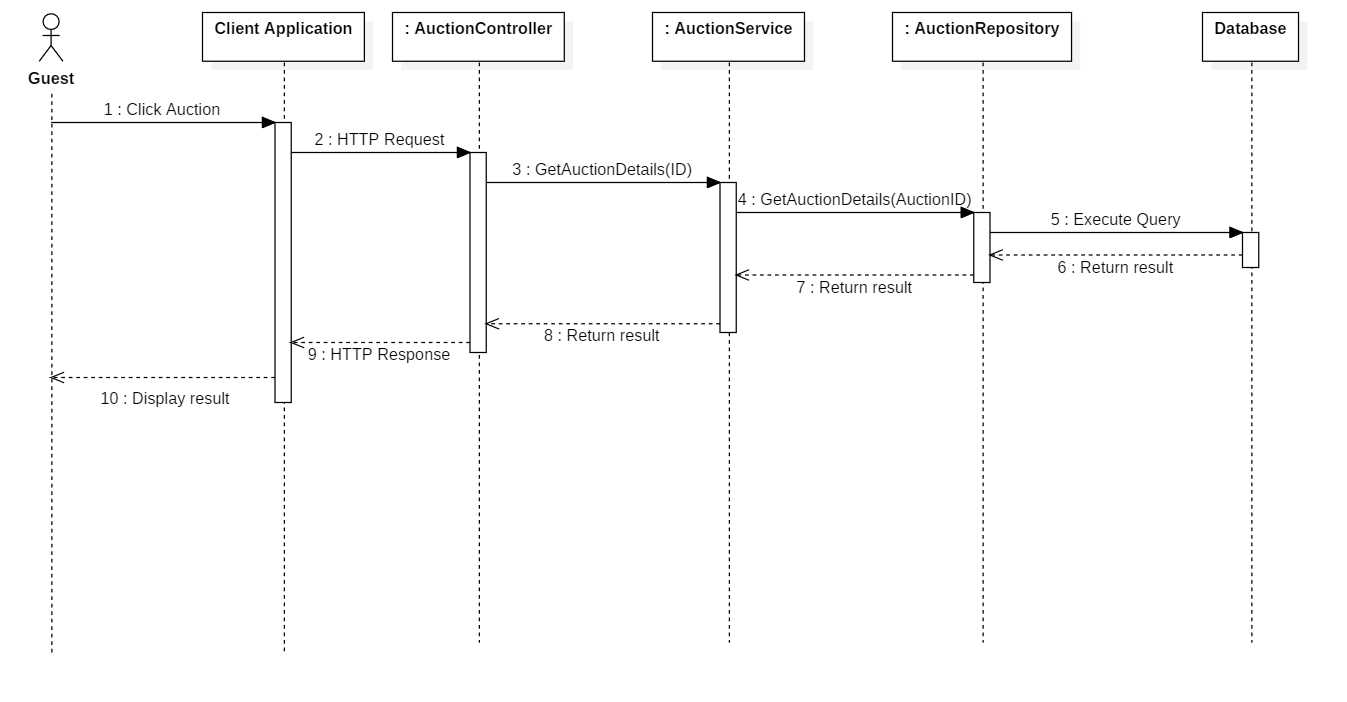 Client Application
: AuctionController
: AuctionService
: AuctionRepository
Database
Guest
1 : Click Auction
2 : HTTP Request
3 : GetAuctionDetails(ID)
4 : GetAuctionDetails(AuctionID)
5 : Execute Query
6 : Return result
7 : Return result
8 : Return result
9 : HTTP Response
10 : Display result